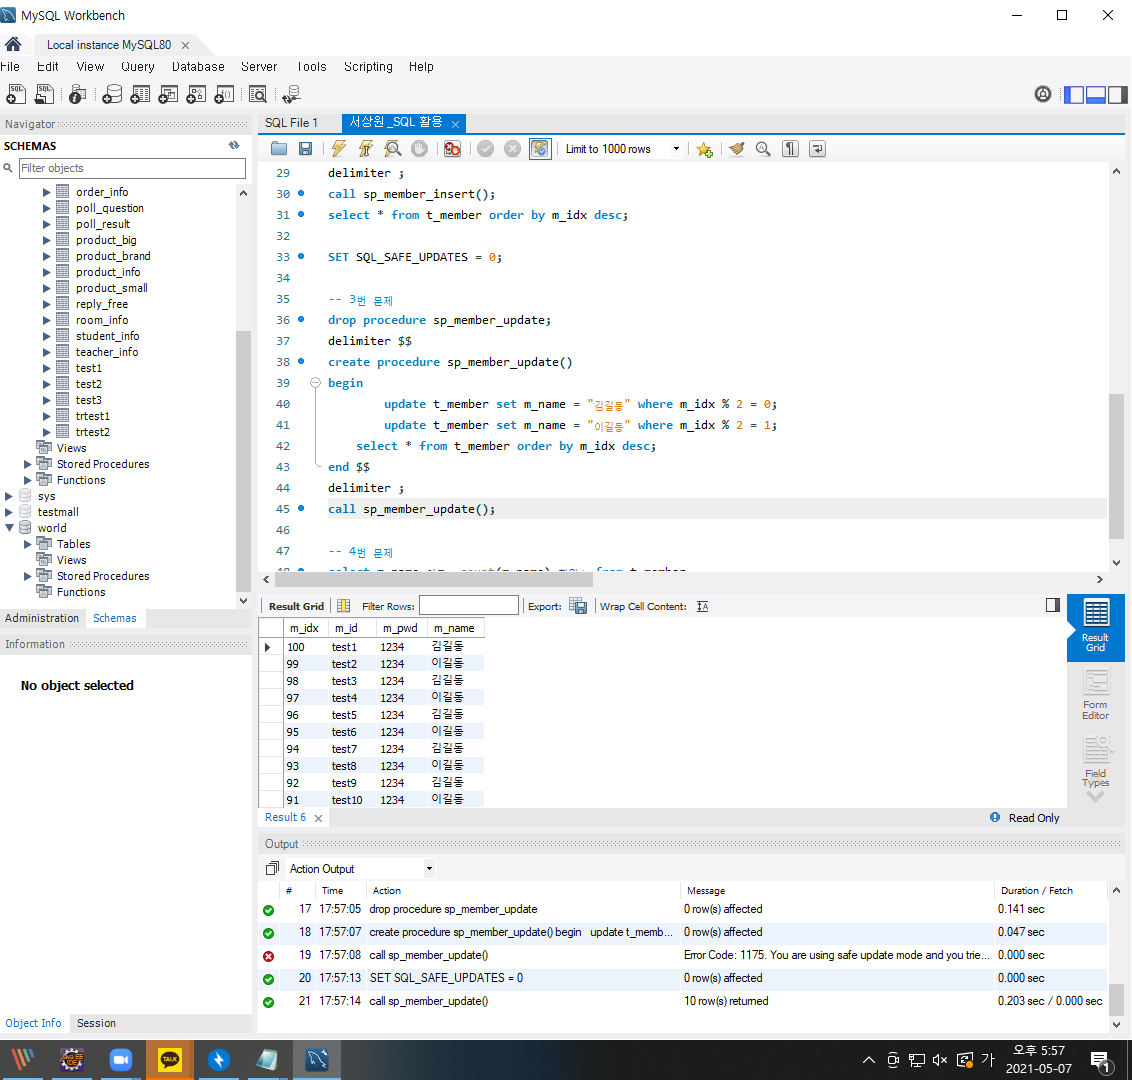 MySQL Workbench
Local instance MySQL80
File Edit View Query Database Server Tools Scripting Help
Navigator
SCHEMAS
Filter objects
order_info
poll_question
poll_result
product_big
product_brand
product_info
product_small
reply_free
room_info
student_info
teacher_info
test1
test2
test3
trtest1
trtest2
Views
Stored Procedures
Functions
sys
testmall
world
Tables
Views
Stored Procedures
Functions
Administration Schemas
Information
No object selected
Object Info Session
SQL File 1 서상원_SQL 활용
Limit to 1000 rows
29 delimiter ;
30 call sp_member_insert();
31 select * from t_member order by m_idx desc;
32
33 SET SQL_SAFE_UPDATES = 0;
34
35 -- 3번 문제
36 drop procedure sp_member_update;
37 delimiter $$
38 create procedure sp_member_update()
39 begin
40 update t_member set m_name = "김길동" where m_idx % 2 = 0;
41 update t_member set m_name = "이길동" where m_idx % 2 = 1;
42 select * from t_member order by m_idx desc;
43 end $$
44 delimiter ;
45 call sp_member_update();
46
47 -- 4번 문제
Result Grid Filter Rows: Export: Wrap Cell Content:
m_idx m_id m_pwd m_name
100 test1 1234 김길동
99 test2 1234 이길동
98 test3 1234 김길동
97 test4 1234 이길동
96 test5 1234 김길동
95 test6 1234 이길동
94 test7 1234 김길동
93 test8 1234 이길동
92 test9 1234 김길동
91 test10 1234 이길동
Result Grid
Form Editor
Field Types
Result 6
Read Only
Output
Action Output
# Time Action Message Duration / Fetch
17 17:57:05 drop procedure sp_member_update 0 row(s) affected 0.141 sec
18 17:57:07 create procedure sp_member_update() begin update t_memb... 0 row(s) affected 0.047 sec
19 17:57:08 call sp_member_update() Error Code: 1175. You are using safe update mode and you trie... 0.000 sec
20 17:57:13 SET SQL_SAFE_UPDATES = 0 0 row(s) affected 0.000 sec
21 17:57:14 call sp_member_update() 10 row(s) returned 0.203 sec / 0.000 sec
TALK
가
오후 5:57
2021-05-07
1